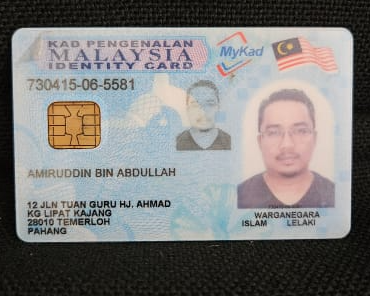 KAD PENGENALAN
MALAYSIA
IDENTITY CARD
MyKad
730415-06-5581
AMIRUDDIN BIN ABDULLAH
12 JLN TUAN GURU HJ. AHMAD
KG LIPAT KAJANG
28010 TEMERLOH
PAHANG
WARGANEGARA
ISLAM LELAKI